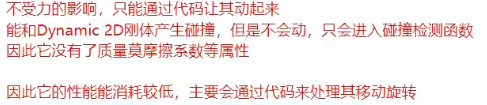 不受力的影响，只能通过代码让其动起来
能和Dynamic 2D刚体产生碰撞，但是不会动，只会进入碰撞检测函数
因此它没有了质量莫摩擦系数等属性
因此它的性能能消耗较低，主要会通过代码来处理其移动旋转